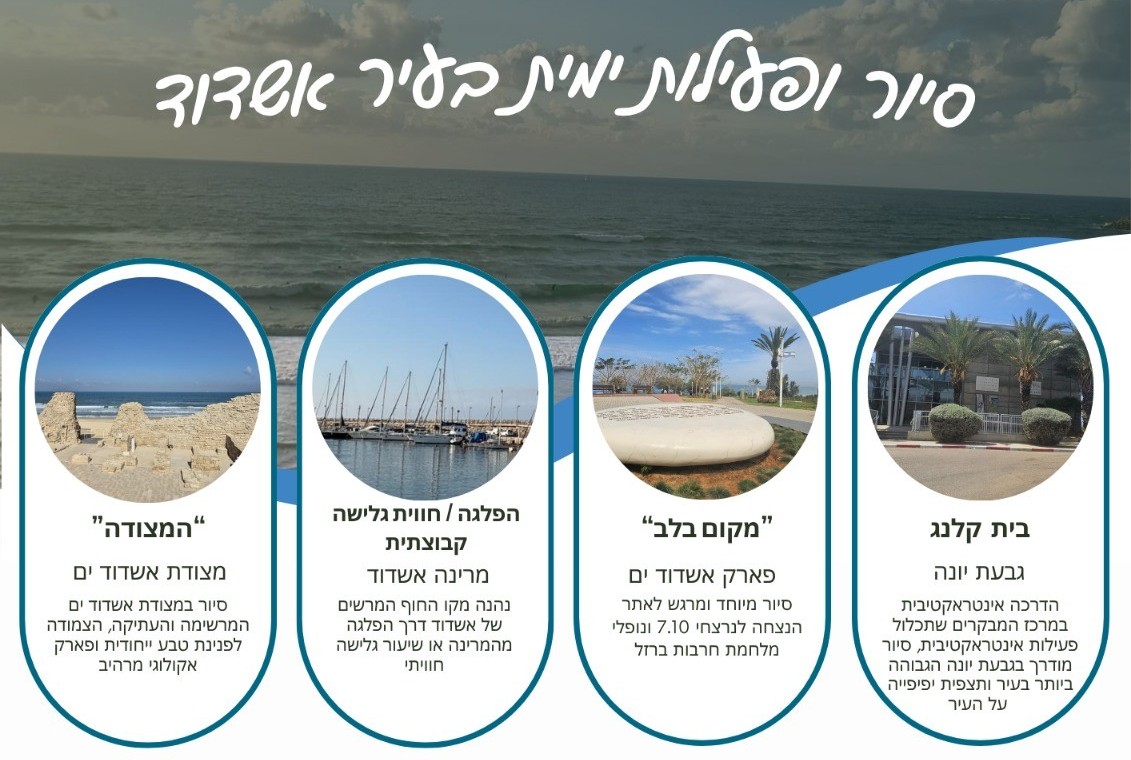 סיור ופעילות ימית בעיר אשדוד
בית קלנג
גבעת יונה
הדרכה אינטראקטיבית
במרכז המבקרים שתכלול
פעילות אינטראקטיבית, סיור
מודרך בגבעת יונה הגבוהה
ביותר בעיר ותצפית יפיפייה
על העיר
"מקום בלב"
פארק אשדוד ים
סיור מיוחד ומרגש לאתר
הנצחה לנרצחי 7.10 ונופלי
מלחמת חרבות ברזל
הפלגה / חווית גלישה
קבוצתית
מרינה אשדוד
נהנה מקו החוף המרשים
של אשדוד דרך הפלגה
מהמרינה או שיעור גלישה
חוויתי
"המצודה"
מצודת אשדוד ים
סיור במצודת אשדוד ים
המרשימה והעתיקה, הצמודה
לפנינת טבע ייחודית ופארק
אקולוגי מרהיב